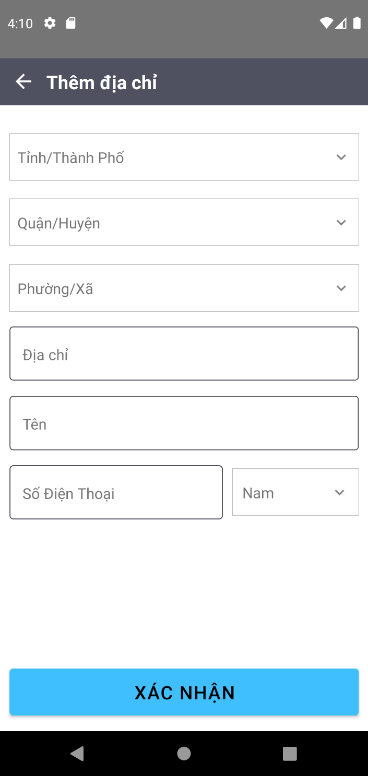 4:10
Thêm địa chỉ
Tỉnh/Thành Phố
Quận/Huyện
Phường/Xã
Địa chỉ
Tên
Số Điện Thoại
Nam
XÁC NHẬN